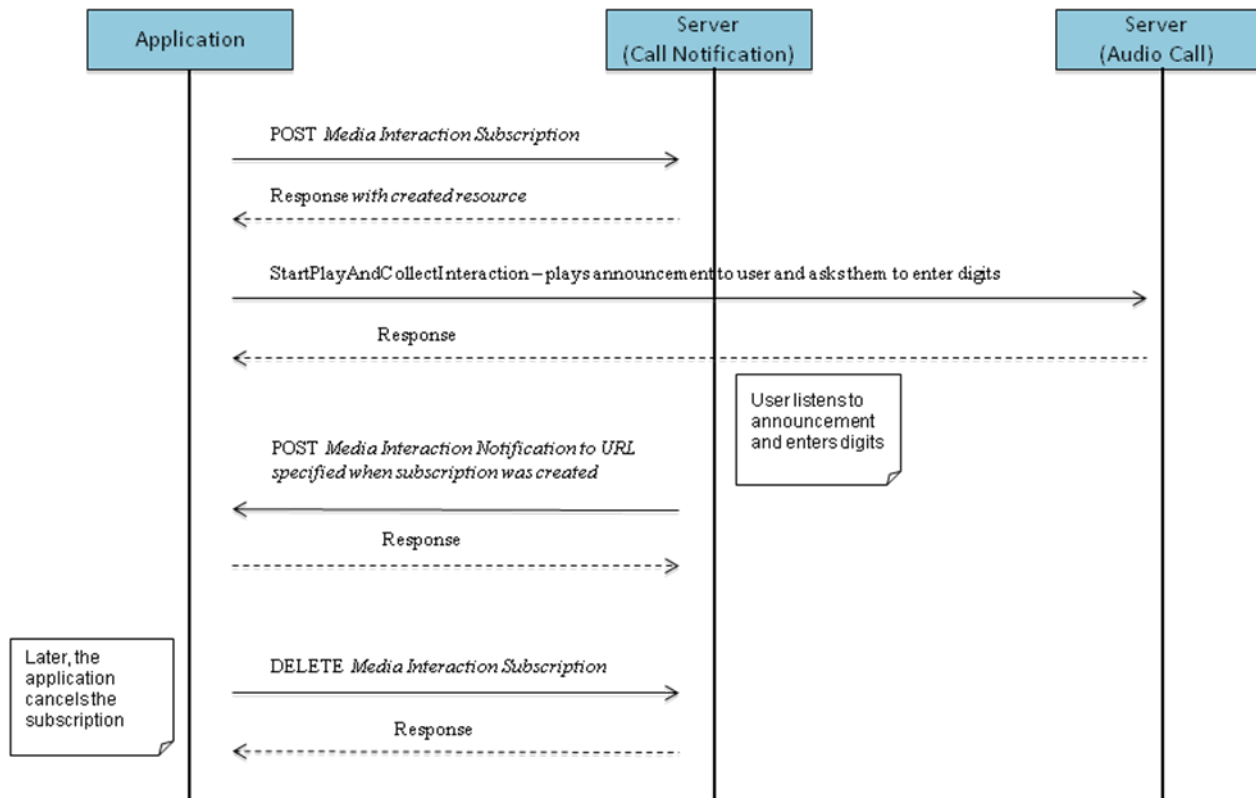 Application
Server
(Call Notification)
Server
(Audio Call)
POST Media Interaction Subscription
Response with created resource
StartPlayAndCollectInteraction – plays announcement to user and asks them to enter digits
Response
User listens to
announcement
and enters digits
POST Media Interaction Notification to URL
specified when subscription was created
Response
Later, the
application
cancels the
subscription
DELETE Media Interaction Subscription
Response